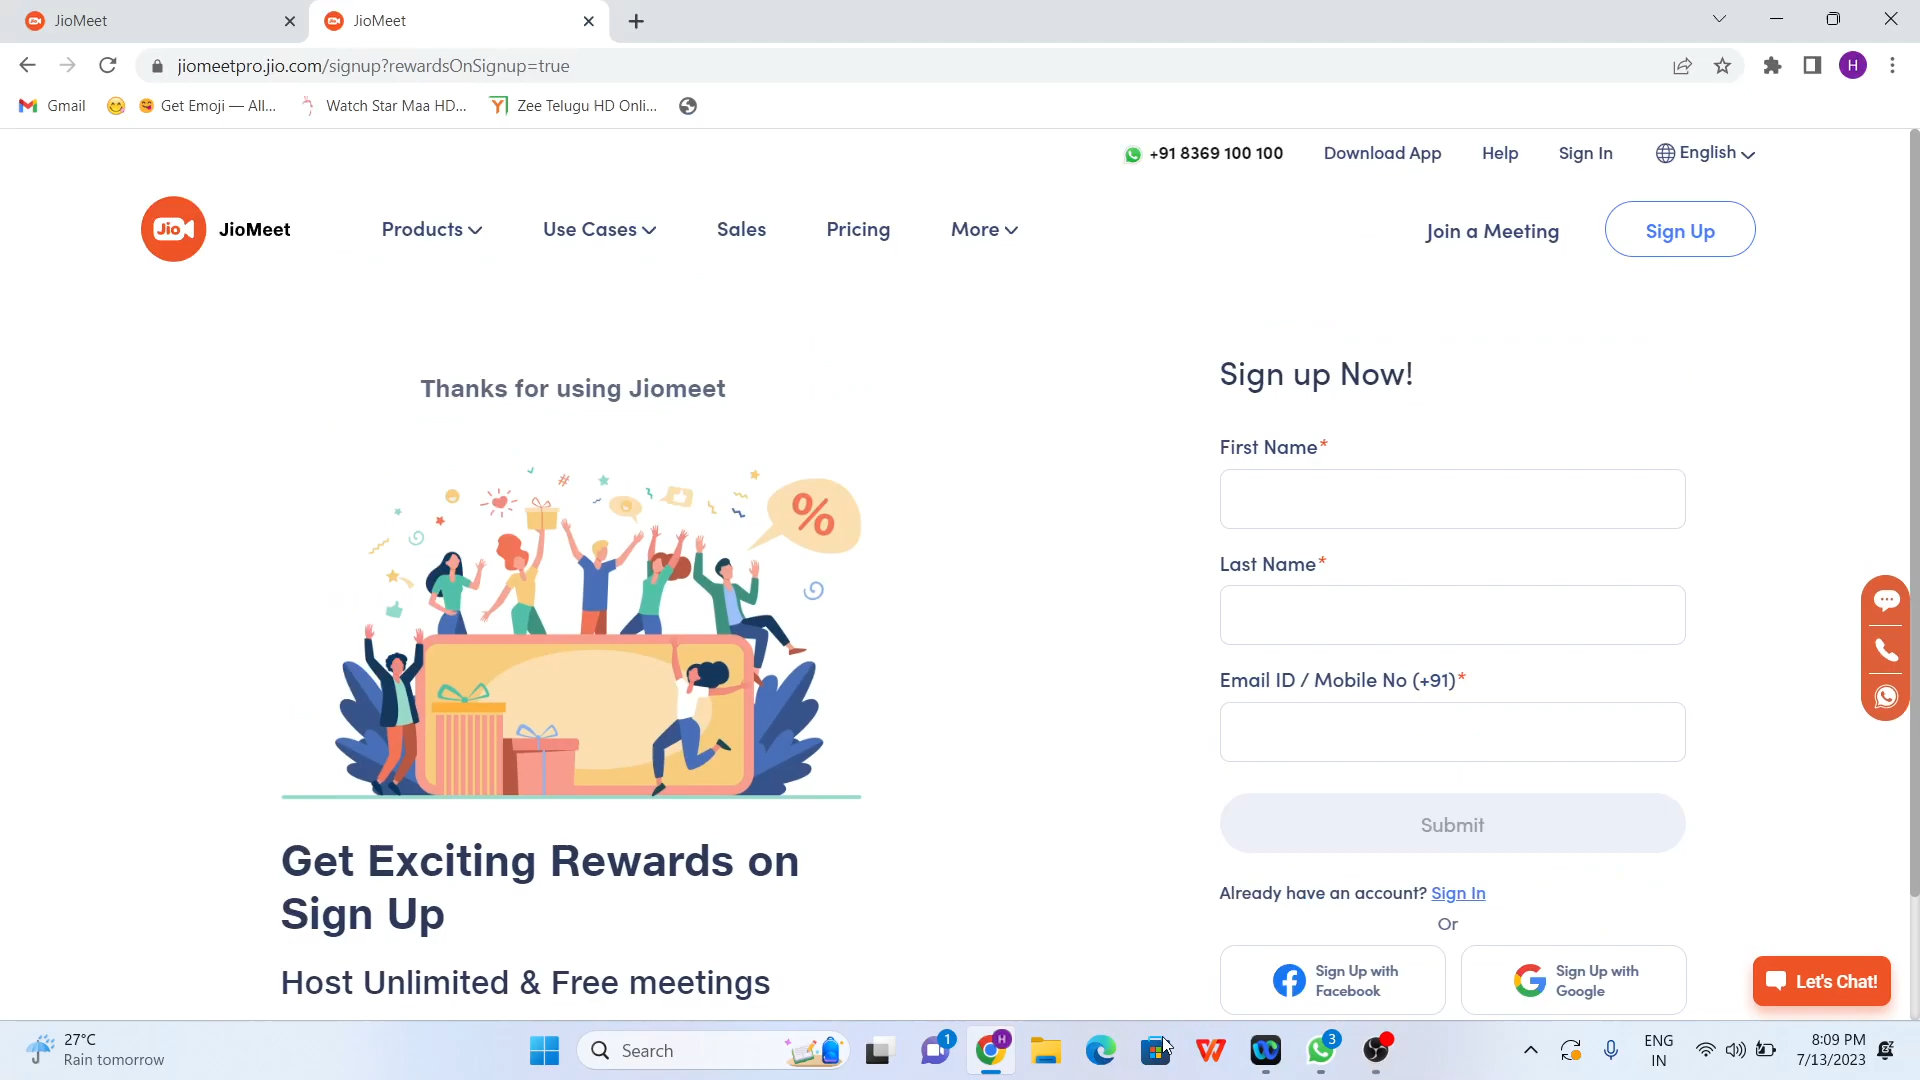 JioMeet
JioMeet
jiomeetpro.jio.com/signup?rewardsOnSignup=true
H
Gmail
Get Emoji — All...
Watch Star Maa HD...
Zee Telugu HD Onli...
+91 8369 100 100
Download App
Help
Sign In
English
Jio
JioMeet
Products
Use Cases
Sales
Pricing
More
Join a Meeting
Sign Up
Thanks for using Jiomeet
%
Get Exciting Rewards on
Sign Up
Host Unlimited & Free meetings
Sign up Now!
First Name*
Last Name*
Email ID / Mobile No (+91)*
Submit
Already have an account? Sign In
Or
Sign Up with
Facebook
Sign Up with
Google
Let's Chat!
27°C
Rain tomorrow
Search
1
H
3
ENG
IN
8:09 PM
7/13/2023